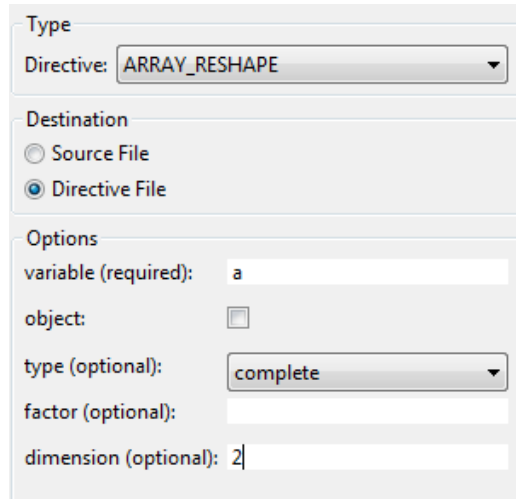 Type
Directive: ARRAY_RESHAPE
Destination
Source File
Directive File
Options
variable (required): a
object:
type (optional): complete
factor (optional):
dimension (optional): 2